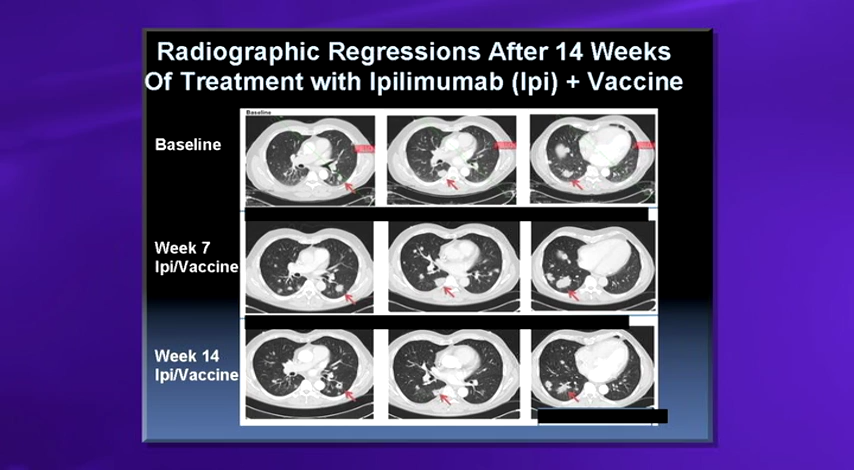 Radiographic Regressions After 14 Weeks
Of Treatment with Ipilimumab (Ipi) + Vaccine
Baseline
Baseline
Week 7
Ipi/Vaccine
Week 14
Ipi/Vaccine